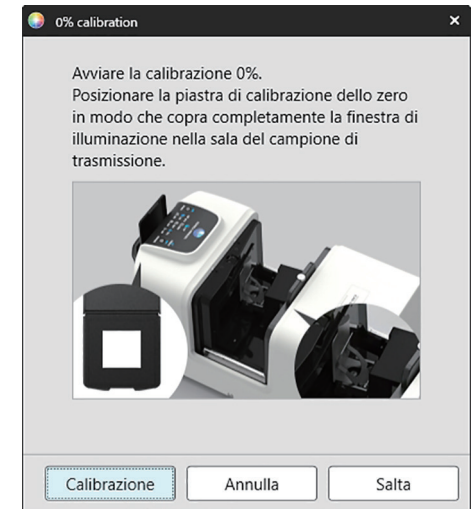 0% calibration
Avviare la calibrazione 0%.
Posizionare la piastra di calibrazione dello zero
in modo che copra completamente la finestra di
illuminazione nella sala del campione di
trasmissione.
Calibrazione
Annulla
Salta